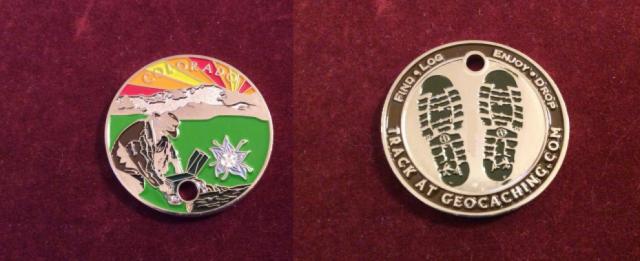 COLORADO
FIND • LOG
ENJOY • DROP
TRACK AT GEOCACHING.COM